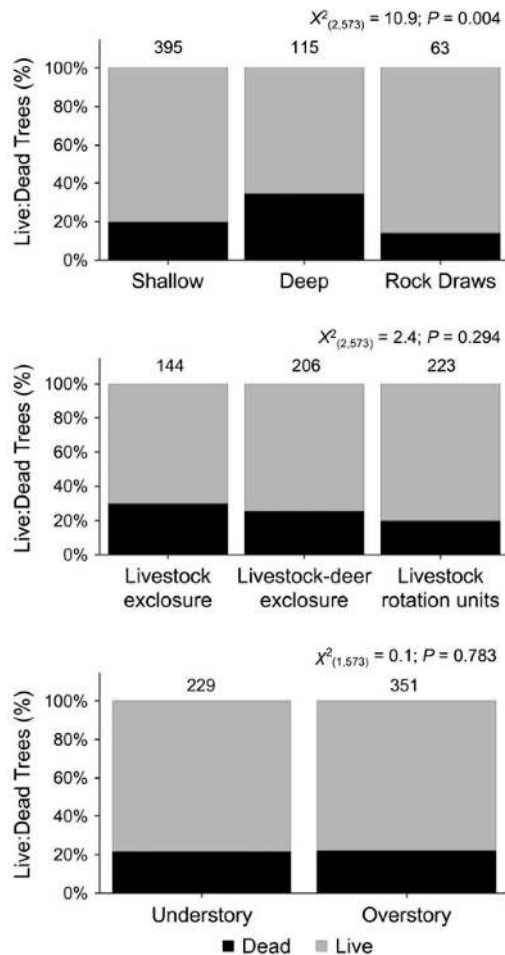 X²(2,573) = 10.9; P = 0.004
395 115 63
Live:Dead Trees (%)
100%
80%
60%
40%
20%
0%
Shallow Deep Rock Draws
X²(2,573) = 2.4; P = 0.294
144 206 223
Live:Dead Trees (%)
100%
80%
60%
40%
20%
0%
Livestock Livestock-deer Livestock
exclosure exclosure rotation units
χ²(1,573) = 0.1; P = 0.783
229 351
Live:Dead Trees (%)
100%
80%
60%
40%
20%
0%
Understory Overstory
Dead Live